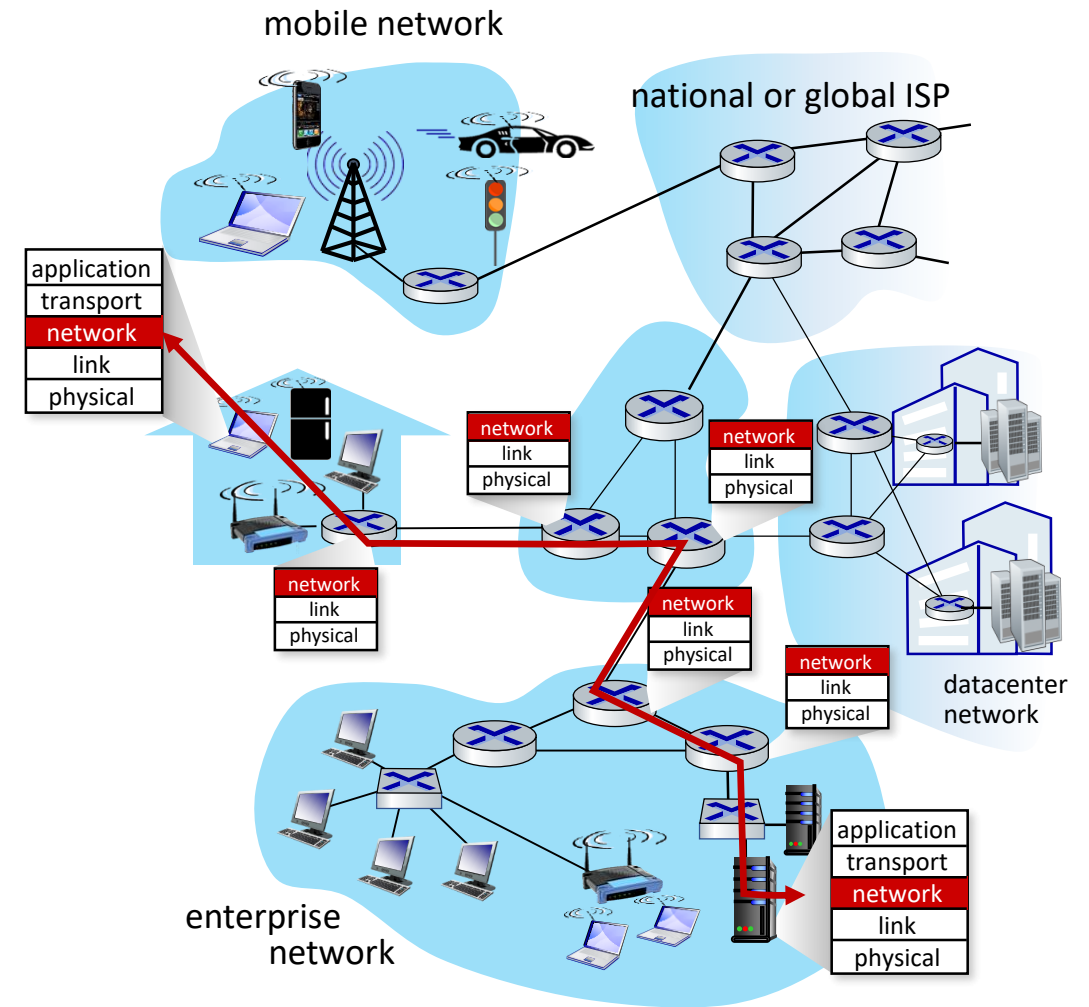 mobile network
national or global ISP
application
transport
network
link
physical
network
link
physical
network
link
physical
network
link
physical
network
link
physical
network
link
physical
datacenter
network
application
transport
network
link
physical
enterprise
network